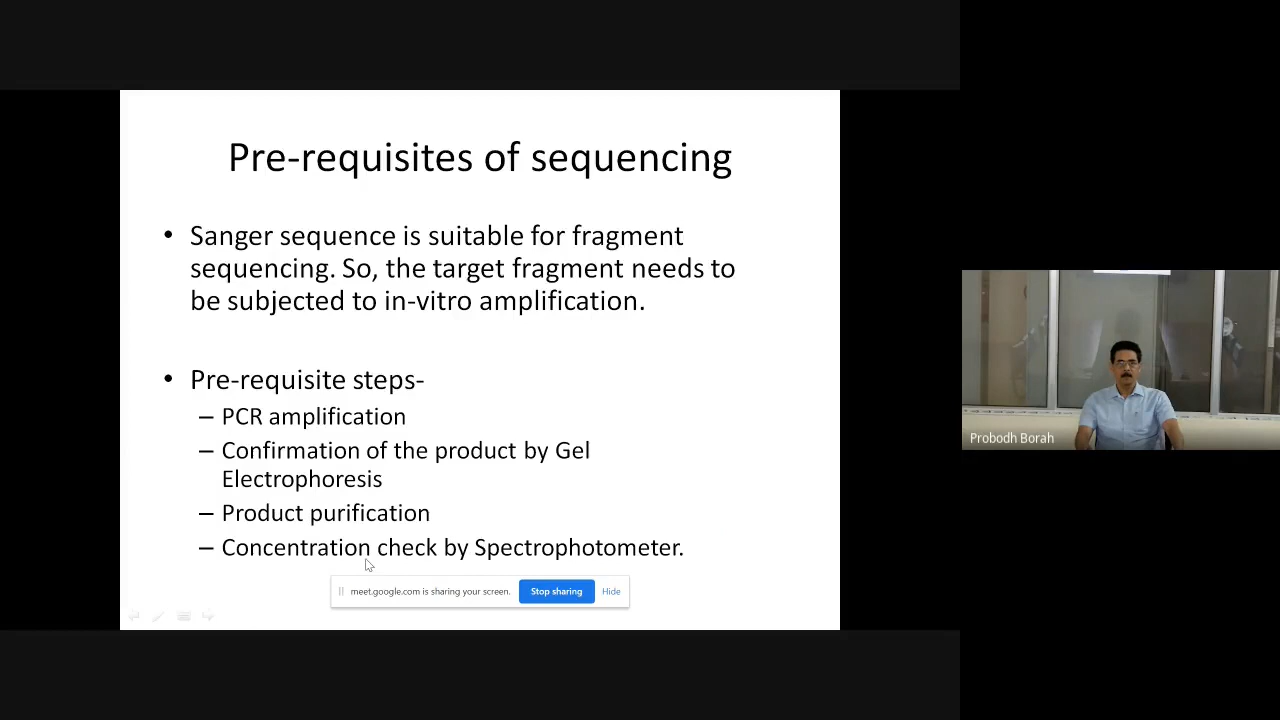 Pre-requisites of sequencing
• Sanger sequence is suitable for fragment
sequencing. So, the target fragment needs to
be subjected to in-vitro amplification.
• Pre-requisite steps-
– PCR amplification
– Confirmation of the product by Gel
Electrophoresis
– Product purification
– Concentration check by Spectrophotometer.
meet.google.com is sharing your screen. Stop sharing Hide
Probodh Borah